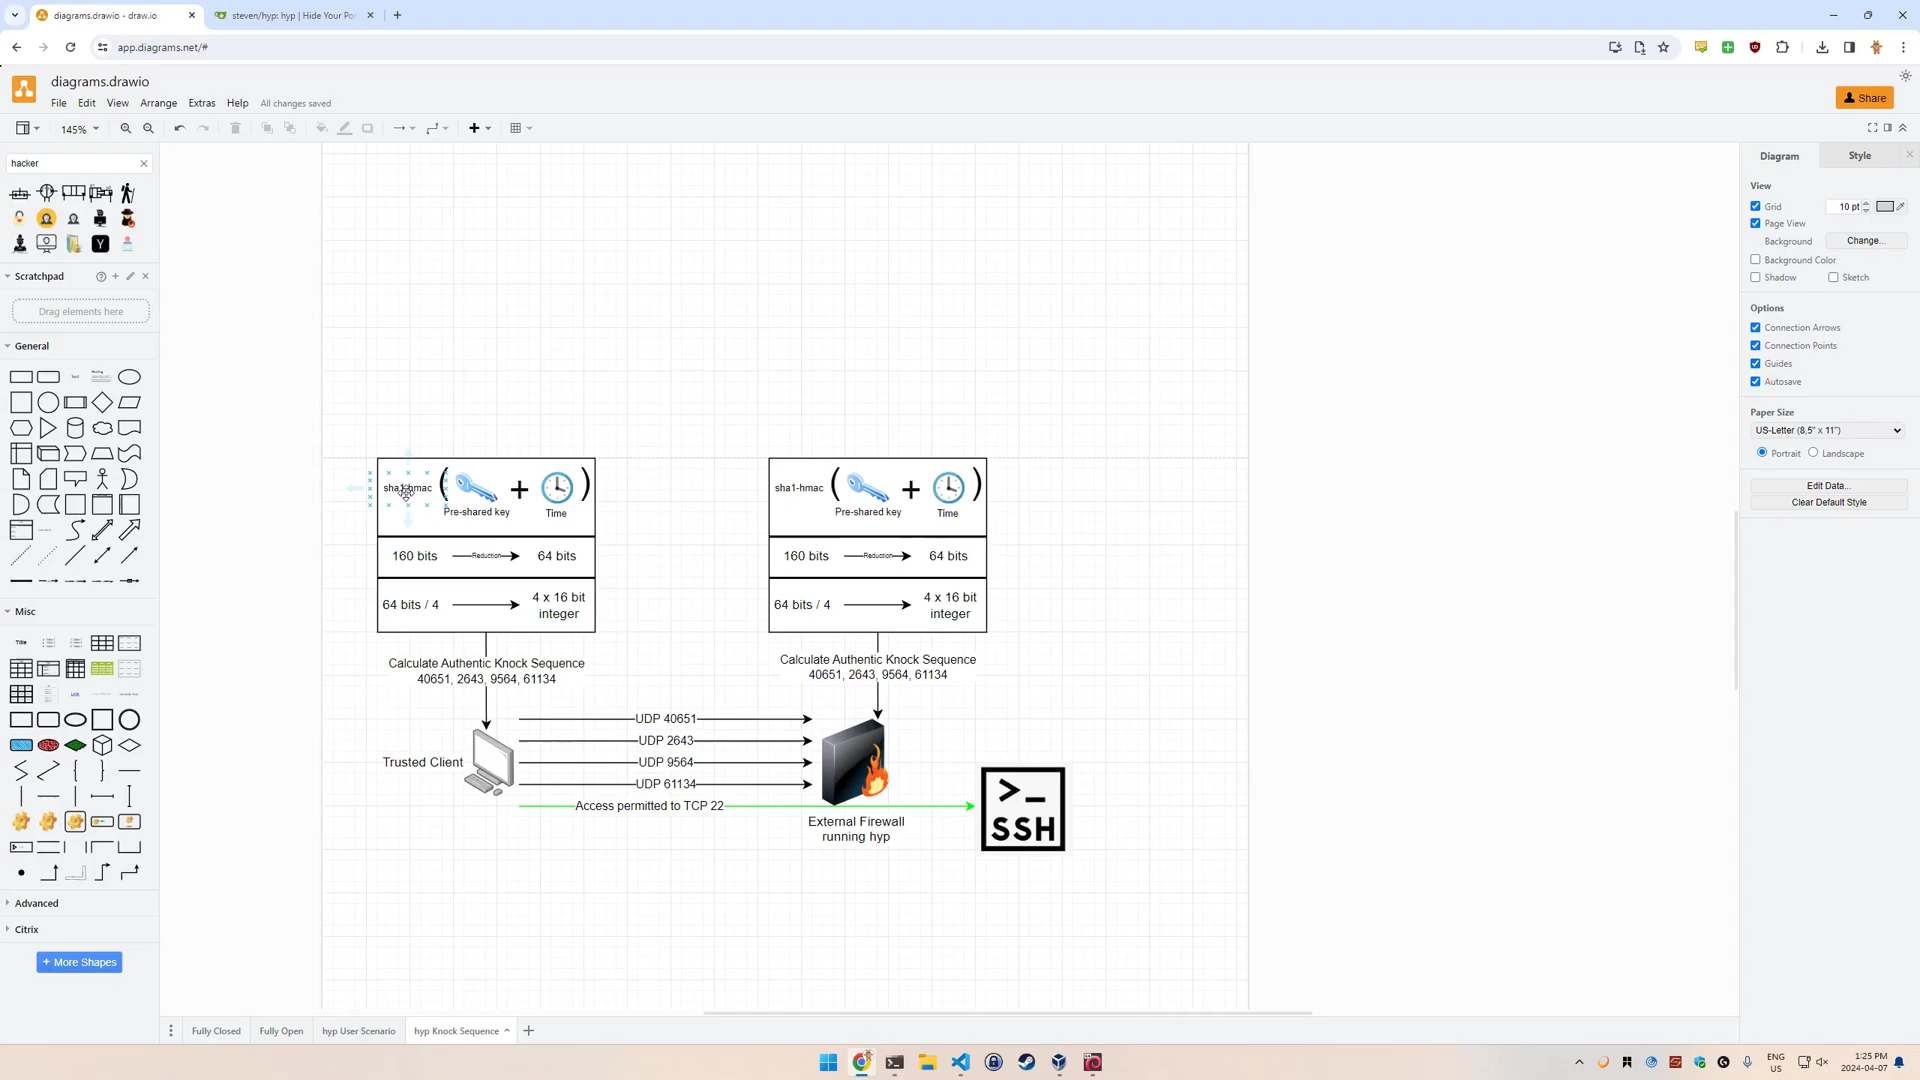 diagrams.drawio - draw.io
steven/hyp: hyp | Hide Your Po
app.diagrams.net/#
diagrams.drawio
File Edit View Arrange Extras Help All changes saved
Share
145%
hacker
Diagram Style
View
Grid 10 pt
Page View
Background Change...
Background Color
Shadow Sketch
Scratchpad
Drag elements here
Options
Connection Arrows
Connection Points
Guides
Autosave
General
Text
Paper Size
US-Letter (8,5" x 11")
Portrait Landscape
Edit Data...
Clear Default Style
sha1-hmac ( + )
Pre-shared key Time
160 bits Reduction 64 bits
64 bits / 4 4 x 16 bit
integer
sha1-hmac ( + )
Pre-shared key Time
160 bits Reduction 64 bits
64 bits / 4 4 x 16 bit
integer
Misc
Title
Link
Calculate Authentic Knock Sequence
40651, 2643, 9564, 61134
Calculate Authentic Knock Sequence
40651, 2643, 9564, 61134
UDP 40651
UDP 2643
Trusted Client
UDP 9564
UDP 61134
Access permitted to TCP 22
External Firewall
running hyp
>_
SSH
Advanced
Citrix
+ More Shapes
Fully Closed Fully Open hyp User Scenario hyp Knock Sequence
ENG
US
1:25 PM
2024-04-07